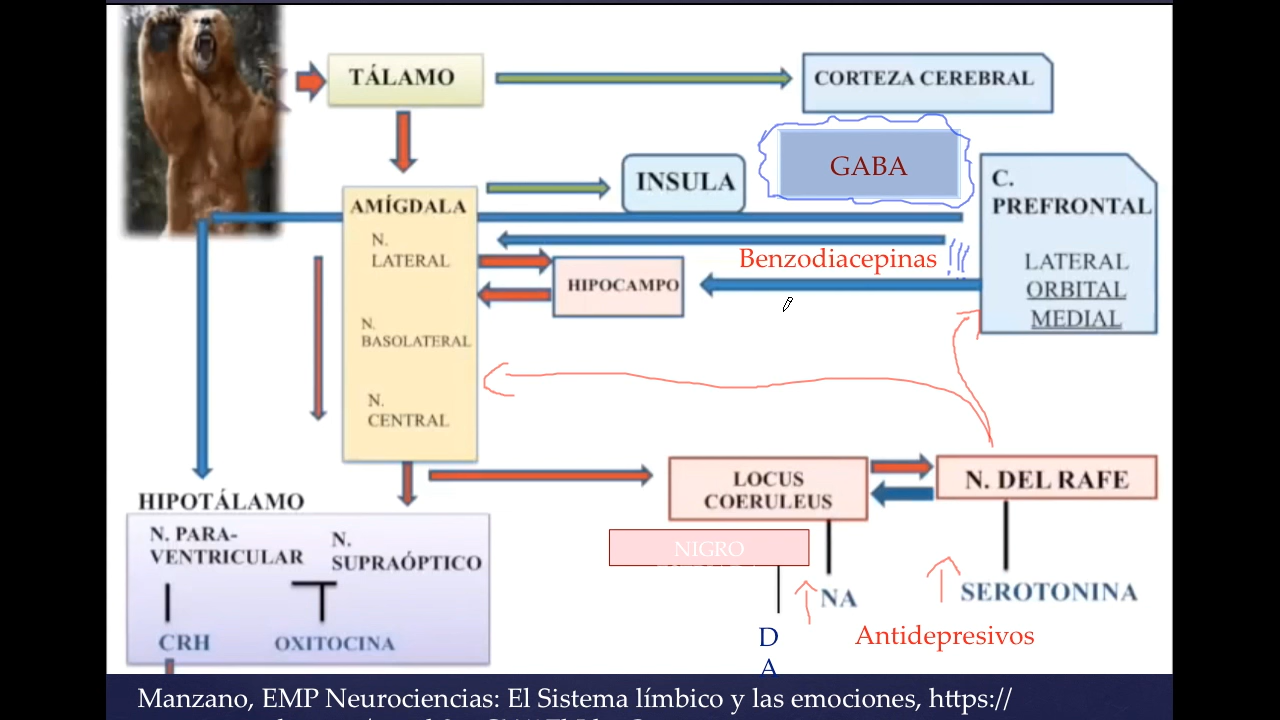 TÁLAMO
CORTEZA CEREBRAL
GABA
INSULA
C.
PREFRONTAL
LATERAL
ORBITAL
MEDIAL
AMÍGDALA
N.
LATERAL
N.
BASOLATERAL
N.
CENTRAL
Benzodiacepinas
HIPOCAMPO
LOCUS
COERULEUS
N. DEL RAFE
HIPOTÁLAMO
N. PARA-
VENTRICULAR
N.
SUPRAÓPTICO
NIGRO
NA
SEROTONINA
CRH
OXITOCINA
D
A
Antidepresivos
Manzano, EMP Neurociencias: El Sistema límbico y las emociones, https://